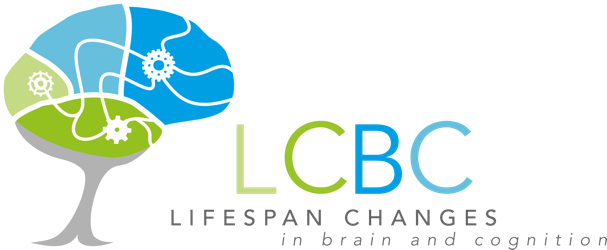 LCBC
LIFESPAN CHANGES
in brain and cognition